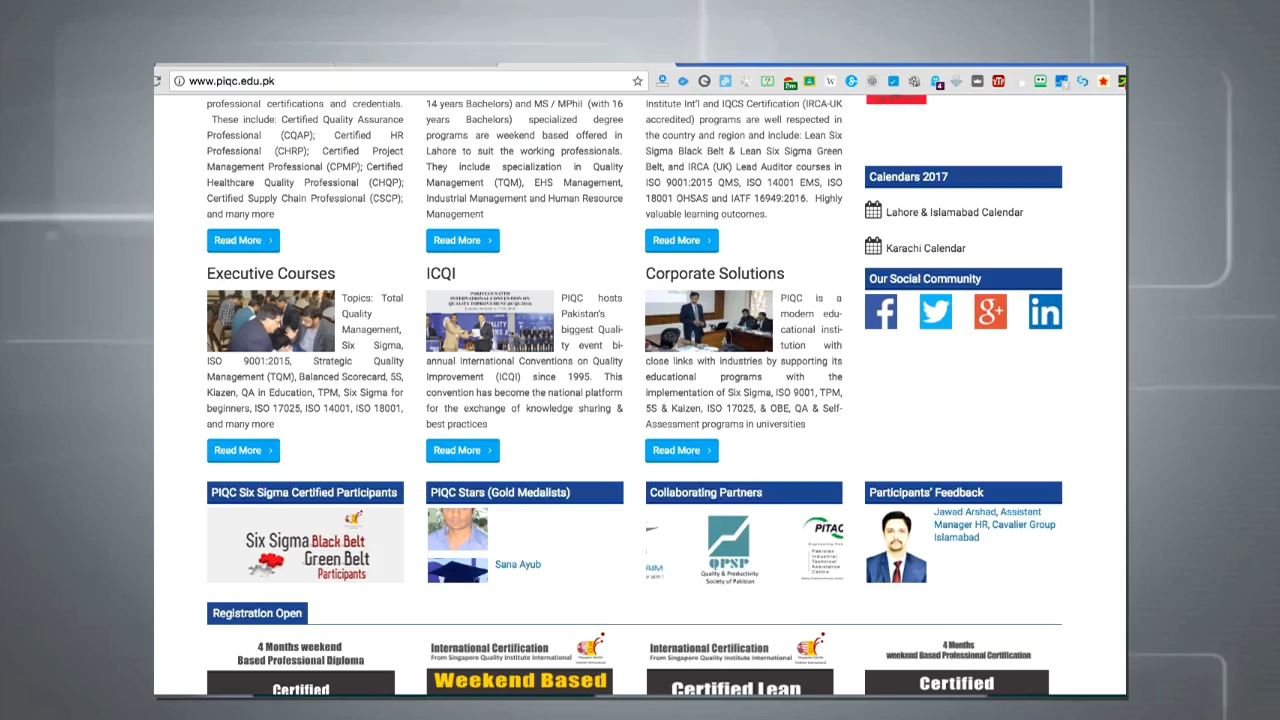 www.piqc.edu.pk
professional certifications and credentials.
These include: Certified Quality Assurance
Professional (CQAP); Certified HR
Professional (CHRP); Certified Project
Management Professional (CPMP); Certified
Healthcare Quality Professional (CHQP);
Certified Supply Chain Professional (CSCP);
and many more
Read More
14 years Bachelors) and MS / MPhil (with 16
years Bachelors) specialized degree
programs are weekend based offered in
Lahore to suit the working professionals.
They include specialization in Quality
Management (TQM), EHS Management,
Industrial Management and Human Resource
Management
Read More
Institute Int'l and IQCS Certification (IRCA-UK
accredited) programs are well respected in
the country and region and include: Lean Six
Sigma Black Belt & Lean Six Sigma Green
Belt, and IRCA (UK) Lead Auditor courses in
ISO 9001:2015 QMS, ISO 14001 EMS, ISO
18001 OHSAS and IATF 16949:2016. Highly
valuable learning outcomes.
Read More
Calendars 2017
Lahore & Islamabad Calendar
Karachi Calendar
Our Social Community
Executive Courses
Topics: Total
Quality
Management,
Six Sigma,
ISO 9001:2015, Strategic Quality
Management (TQM), Balanced Scorecard, 5S,
Kiazen, QA in Education, TPM, Six Sigma for
beginners, ISO 17025, ISO 14001, ISO 18001,
and many more
Read More
ICQI
PIQC hosts
Pakistan's
biggest Quali-
ty event bi-
annual International Conventions on Quality
Improvement (ICQI) since 1995. This
convention has become the national platform
for the exchange of knowledge sharing &
best practices
Read More
Corporate Solutions
PIQC is a
modern edu-
cational insti-
tution with
close links with industries by supporting its
educational programs with the
implementation of Six Sigma, ISO 9001, TPM,
5S & Kaizen, ISO 17025, & OBE, QA & Self-
Assessment programs in universities
Read More
PIQC Six Sigma Certified Participants
Six Sigma Black Belt
Green Belt
Participants
PIQC Stars (Gold Medalists)
Sana Ayub
Collaborating Partners
QPSP
Quality & Productivity
Society of Pakistan
PITAC
Pakistan
Industrial
Technical
Assistance
Centre
Participants' Feedback
Jawad Arshad, Assistant
Manager HR, Cavalier Group
Islamabad
Registration Open
4 Months weekend
Based Professional Diploma
Certified
International Certification
From Singapore Quality Institute International
Weekend Based
International Certification
From Singapore Quality Institute International
Certified Lean
4 Months
weekend Based Professional Certification
Certified